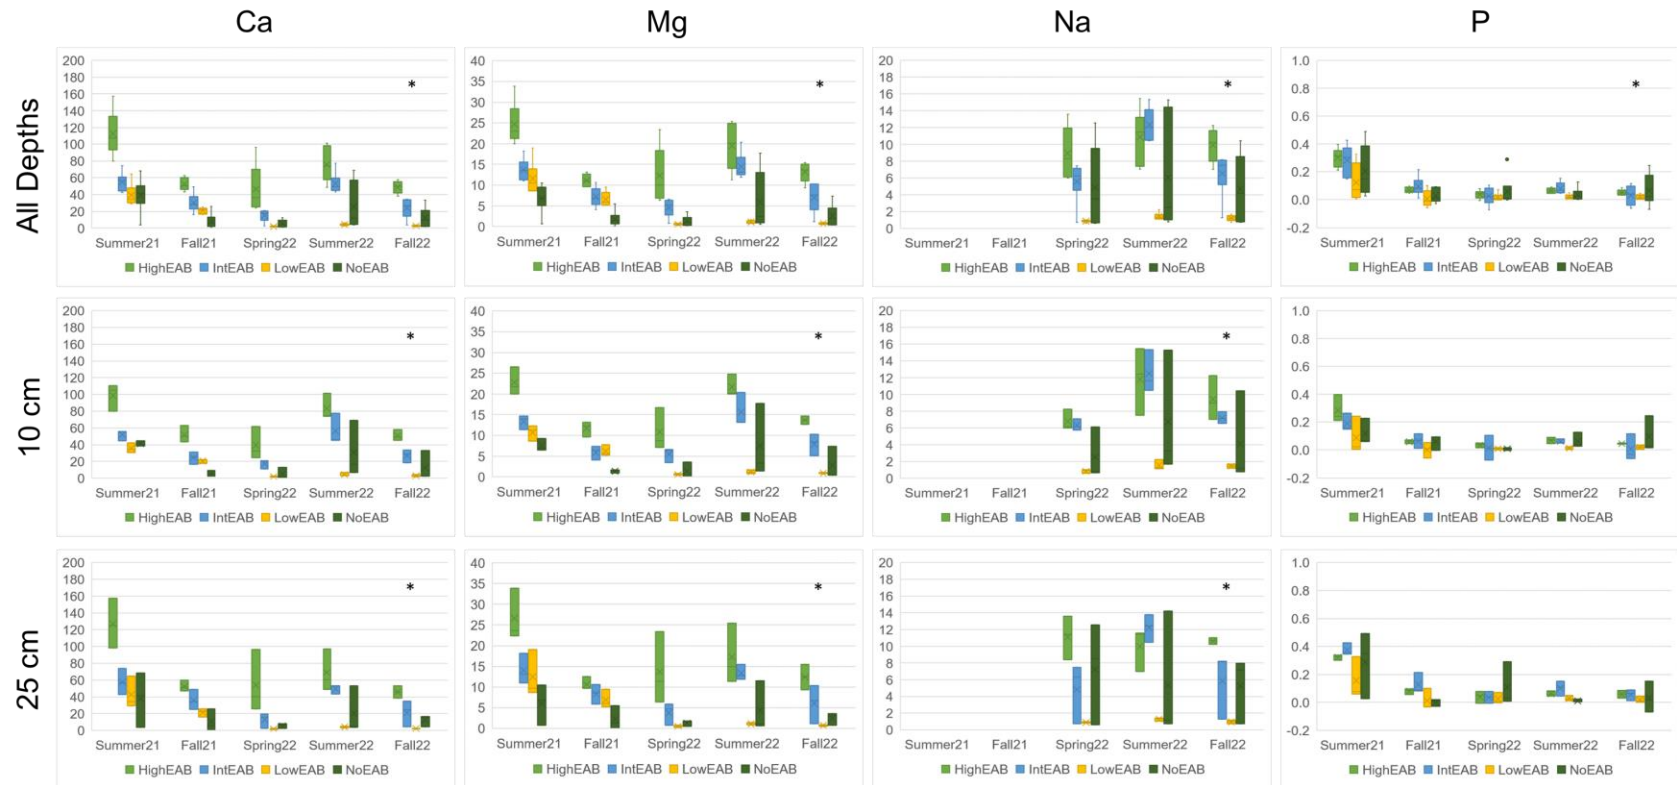 Ca Mg Na P
All Depths
200 180 160 140 120 100 80 60 40 20 0
*
Summer21 Fall21 Spring22 Summer22 Fall22
HighEAB IntEAB LowEAB NoEAB
40 35 30 25 20 15 10 5 0
*
Summer21 Fall21 Spring22 Summer22 Fall22
HighEAB IntEAB LowEAB NoEAB
20 18 16 14 12 10 8 6 4 2 0
*
Summer21 Fall21 Spring22 Summer22 Fall22
HighEAB IntEAB LowEAB NoEAB
1.0 0.8 0.6 0.4 0.2 0.0 -0.2
*
Summer21 Fall21 Spring22 Summer22 Fall22
HighEAB IntEAB LowEAB NoEAB
10 cm
200 180 160 140 120 100 80 60 40 20 0
*
Summer21 Fall21 Spring22 Summer22 Fall22
HighEAB IntEAB LowEAB NoEAB
40 35 30 25 20 15 10 5 0
*
Summer21 Fall21 Spring22 Summer22 Fall22
HighEAB IntEAB LowEAB NoEAB
20 18 16 14 12 10 8 6 4 2 0
*
Summer21 Fall21 Spring22 Summer22 Fall22
HighEAB IntEAB LowEAB NoEAB
1.0 0.8 0.6 0.4 0.2 0.0 -0.2
Summer21 Fall21 Spring22 Summer22 Fall22
HighEAB IntEAB LowEAB NoEAB
25 cm
200 180 160 140 120 100 80 60 40 20 0
*
Summer21 Fall21 Spring22 Summer22 Fall22
HighEAB IntEAB LowEAB NoEAB
40 35 30 25 20 15 10 5 0
*
Summer21 Fall21 Spring22 Summer22 Fall22
HighEAB IntEAB LowEAB NoEAB
20 18 16 14 12 10 8 6 4 2 0
*
Summer21 Fall21 Spring22 Summer22 Fall22
HighEAB IntEAB LowEAB NoEAB
1.0 0.8 0.6 0.4 0.2 0.0 -0.2
Summer21 Fall21 Spring22 Summer22 Fall22
HighEAB IntEAB LowEAB NoEAB